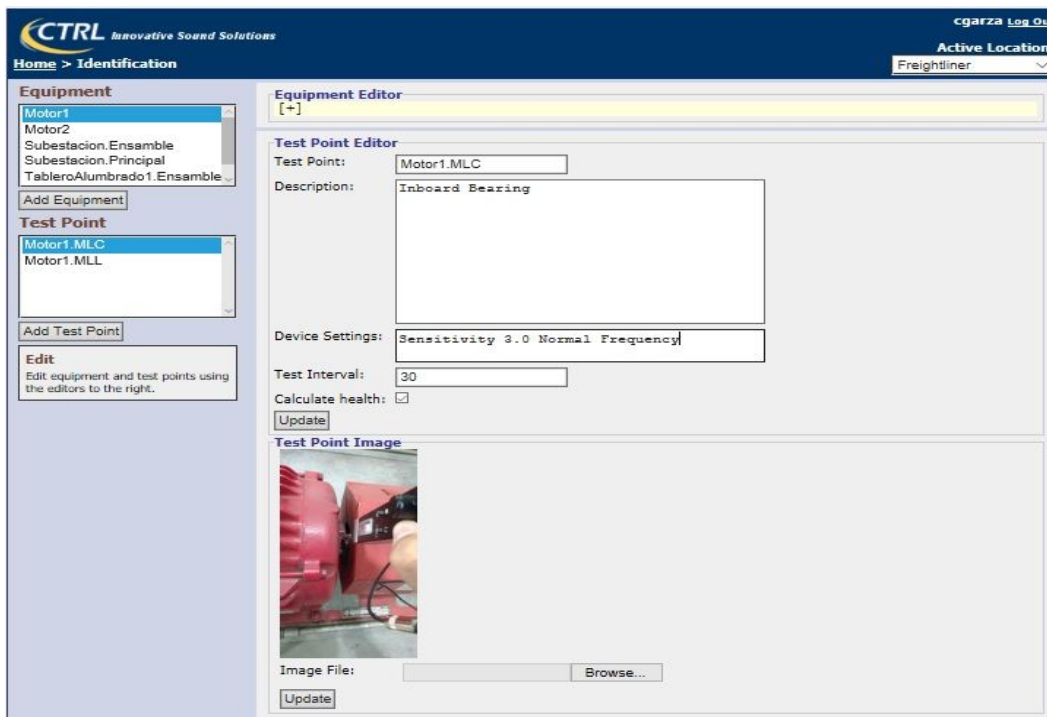 CTRL Innovative Sound Solutions
cgarza Log Ou
Active Location
Home > Identification
Freightliner
Equipment
Motor1
Motor2
Subestacion.Ensamble
Subestacion.Principal
TableroAlumbrado1.Ensamble
Add Equipment
Test Point
Motor1.MLC
Motor1.MLL
Add Test Point
Edit
Edit equipment and test points using
the editors to the right.
Equipment Editor
[+]
Test Point Editor
Test Point: Motor1.MLC
Description: Inboard Bearing
Device Settings: Sensitivity 3.0 Normal Frequency
Test Interval: 30
Calculate health:
Update
Test Point Image
Image File: Browse...
Update